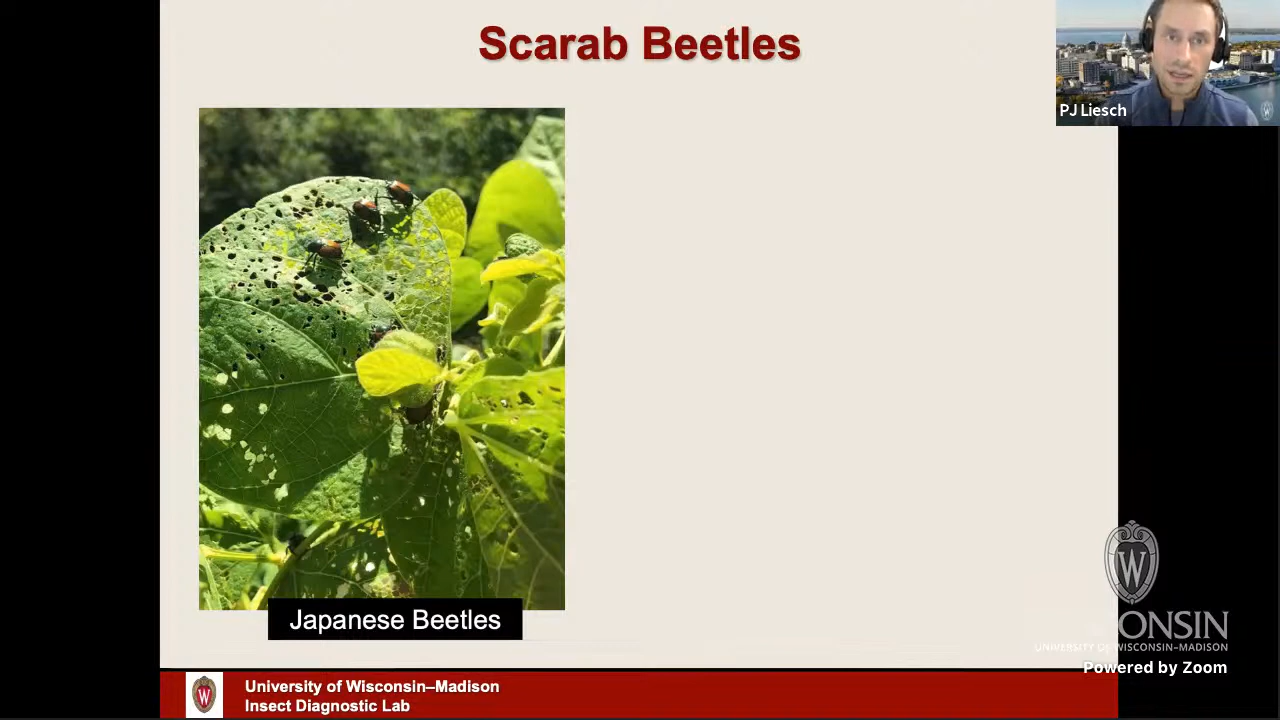 Scarab Beetles
PJ Liesch
Japanese Beetles
W
ONSIN
UNIVERSITY OF WISCONSIN–MADISON
Powered by Zoom
W
University of Wisconsin–Madison
Insect Diagnostic Lab